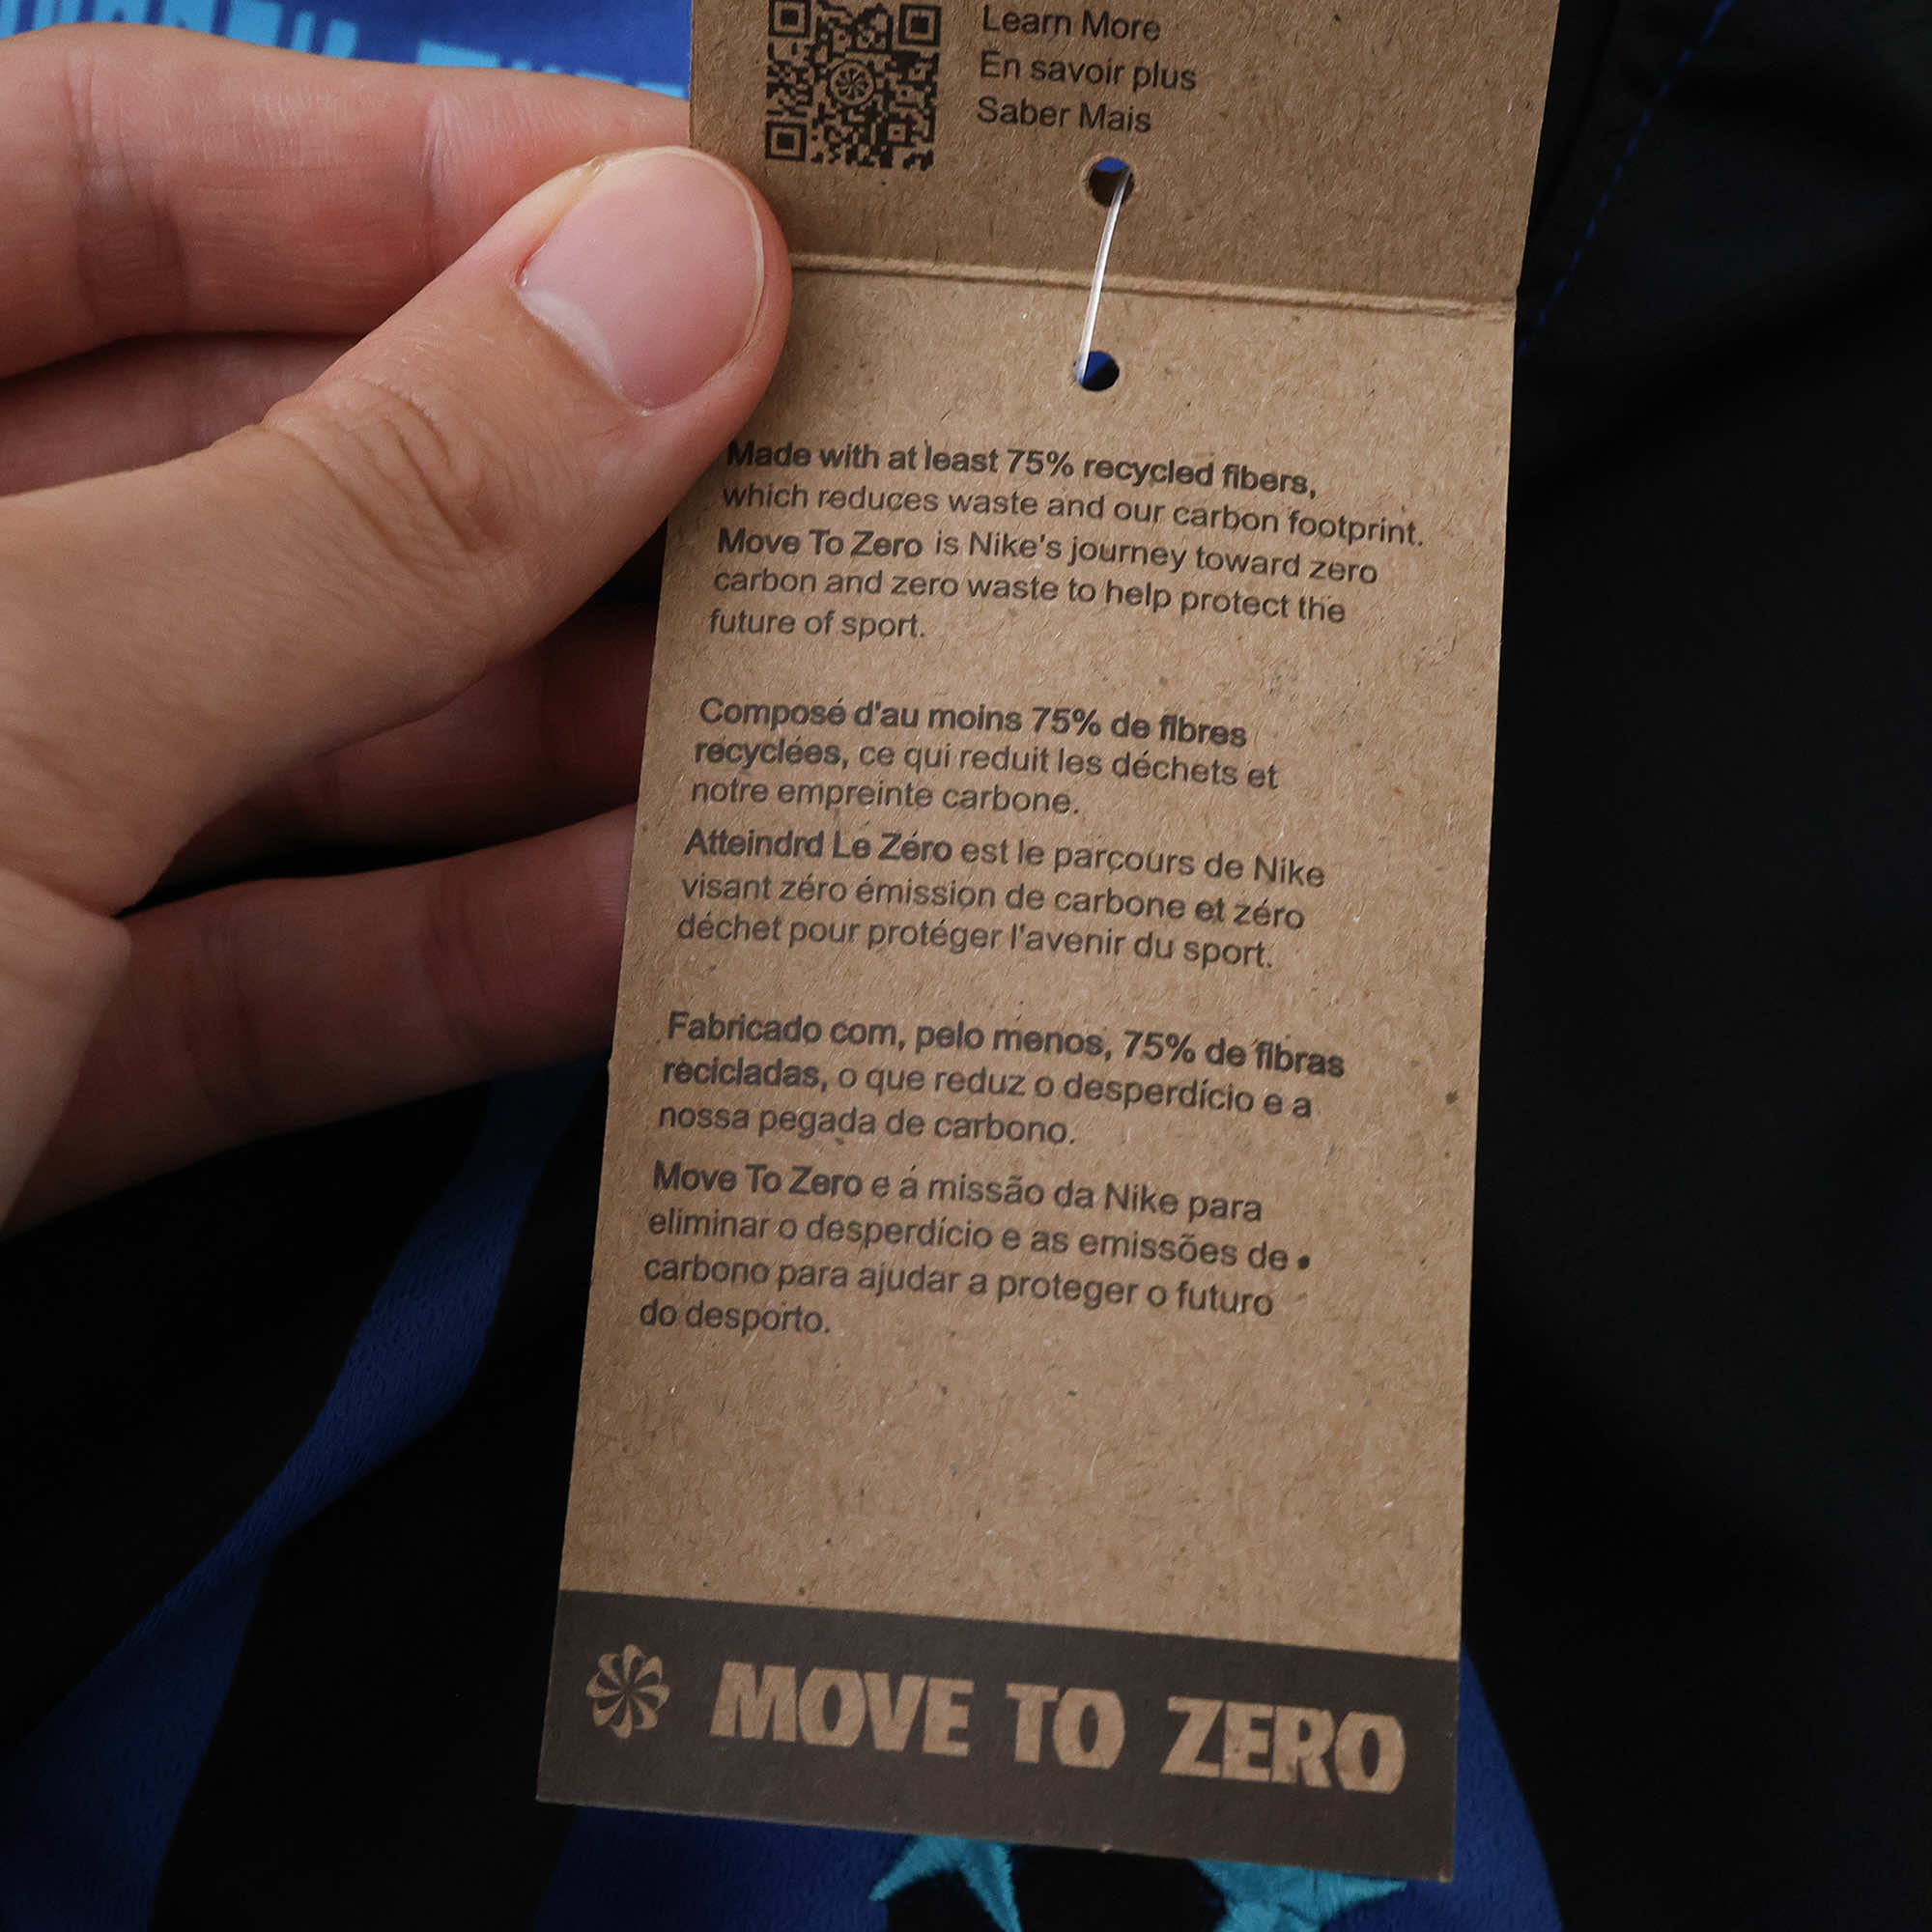 Learn More
En savoir plus
Saber Mais
Made with at least 75% recycled fibers,
which reduces waste and our carbon footprint.
Move To Zero is Nike's journey toward zero
carbon and zero waste to help protect the
future of sport.
Composé d'au moins 75% de fibres
recyclées, ce qui reduit les déchets et
notre empreinte carbone.
Atteindrd Le Zéro est le parcours de Nike
visant zéro émission de carbone et zéro
déchet pour protéger l'avenir du sport.
Fabricado com, pelo menos, 75% de fibras
recicladas, o que reduz o desperdício e a
nossa pegada de carbono.
Move To Zero e á missão da Nike para
eliminar o desperdício e as emissões de •
carbono para ajudar a proteger o futuro
do desporto.
MOVE TO ZERO